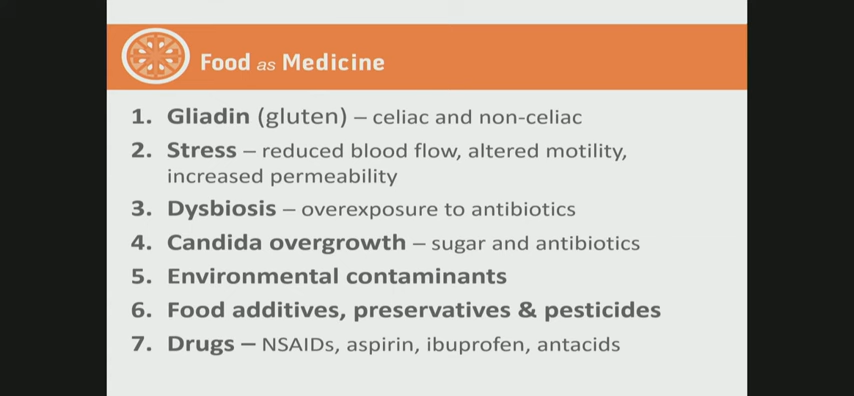 Food as Medicine
1. Gliadin (gluten) – celiac and non-celiac
2. Stress – reduced blood flow, altered motility,
increased permeability
3. Dysbiosis – overexposure to antibiotics
4. Candida overgrowth – sugar and antibiotics
5. Environmental contaminants
6. Food additives, preservatives & pesticides
7. Drugs – NSAIDs, aspirin, ibuprofen, antacids